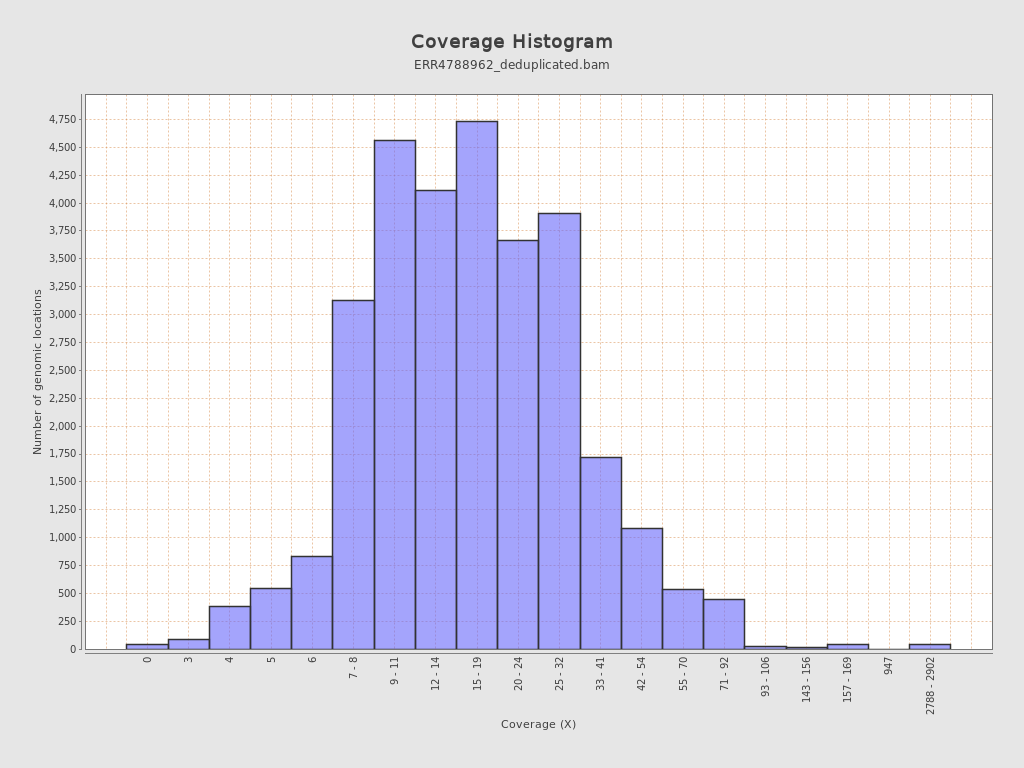 Coverage Histogram
ERR4788962_deduplicated.bam
Number of genomic locations
4,750
4,500
4,250
4,000
3,750
3,500
3,250
3,000
2,750
2,500
2,250
2,000
1,750
1,500
1,250
1,000
750
500
250
0
0
3
4
5
6
7 - 8
9 - 11
12 - 14
15 - 19
20 - 24
25 - 32
33 - 41
42 - 54
55 - 70
71 - 92
93 - 106
143 - 156
157 - 169
947
2788 - 2902
Coverage (X)